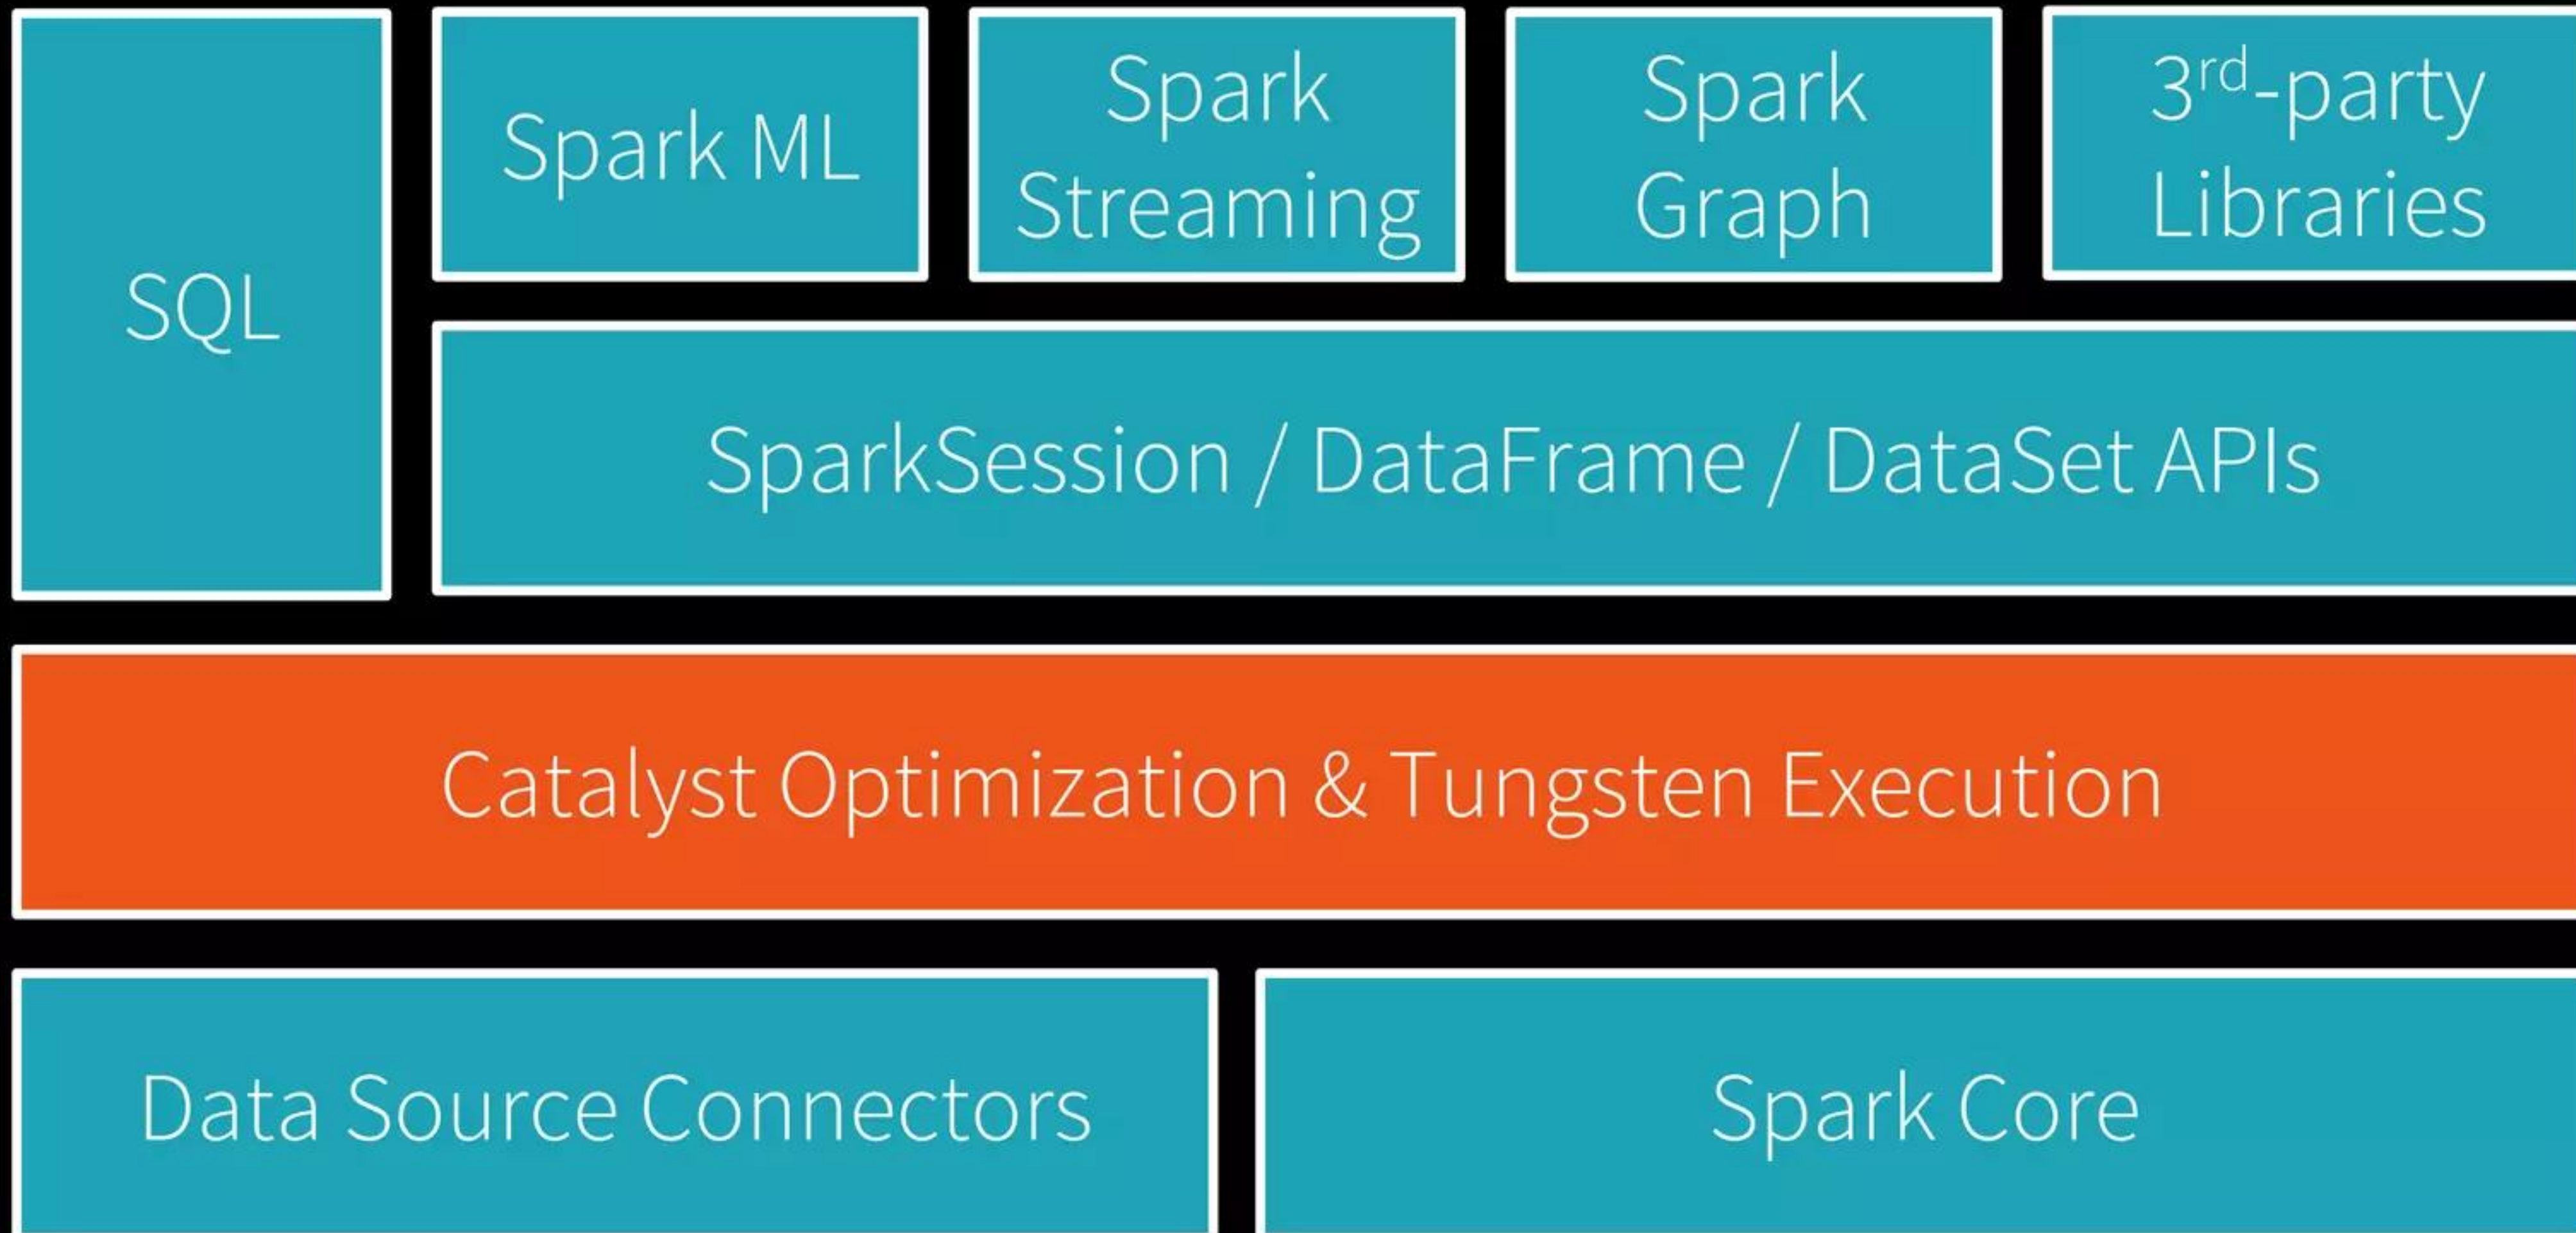 SQL
Spark ML
Spark
Streaming
Spark
Graph
3rd-party
Libraries
SparkSession / DataFrame / DataSet APIs
Catalyst Optimization & Tungsten Execution
Data Source Connectors
Spark Core